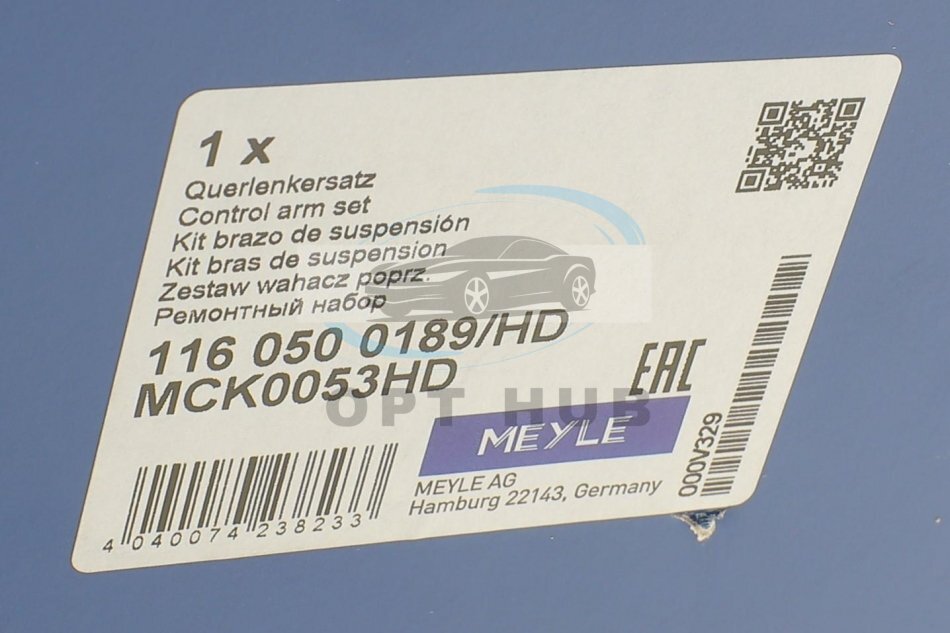 1 x
Querlenkersatz
Control arm set
Kit brazo de suspensión
Kit bras de suspension
Zestaw wahacz poprz.
Ремонтный набор
116 050 0189/HD
MCK0053HD
EAC
OPT HUB
MEYLE
MEYLE AG
Hamburg 22143, Germany
4 040074 238233
000V329